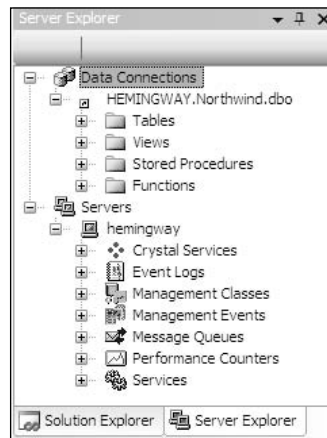 Server Explorer
Data Connections
HEMINGWAY.Northwind.dbo
Tables
Views
Stored Procedures
Functions
Servers
hemingway
Crystal Services
Event Logs
Management Classes
Management Events
Message Queues
Performance Counters
Services
Solution Explorer Server Explorer